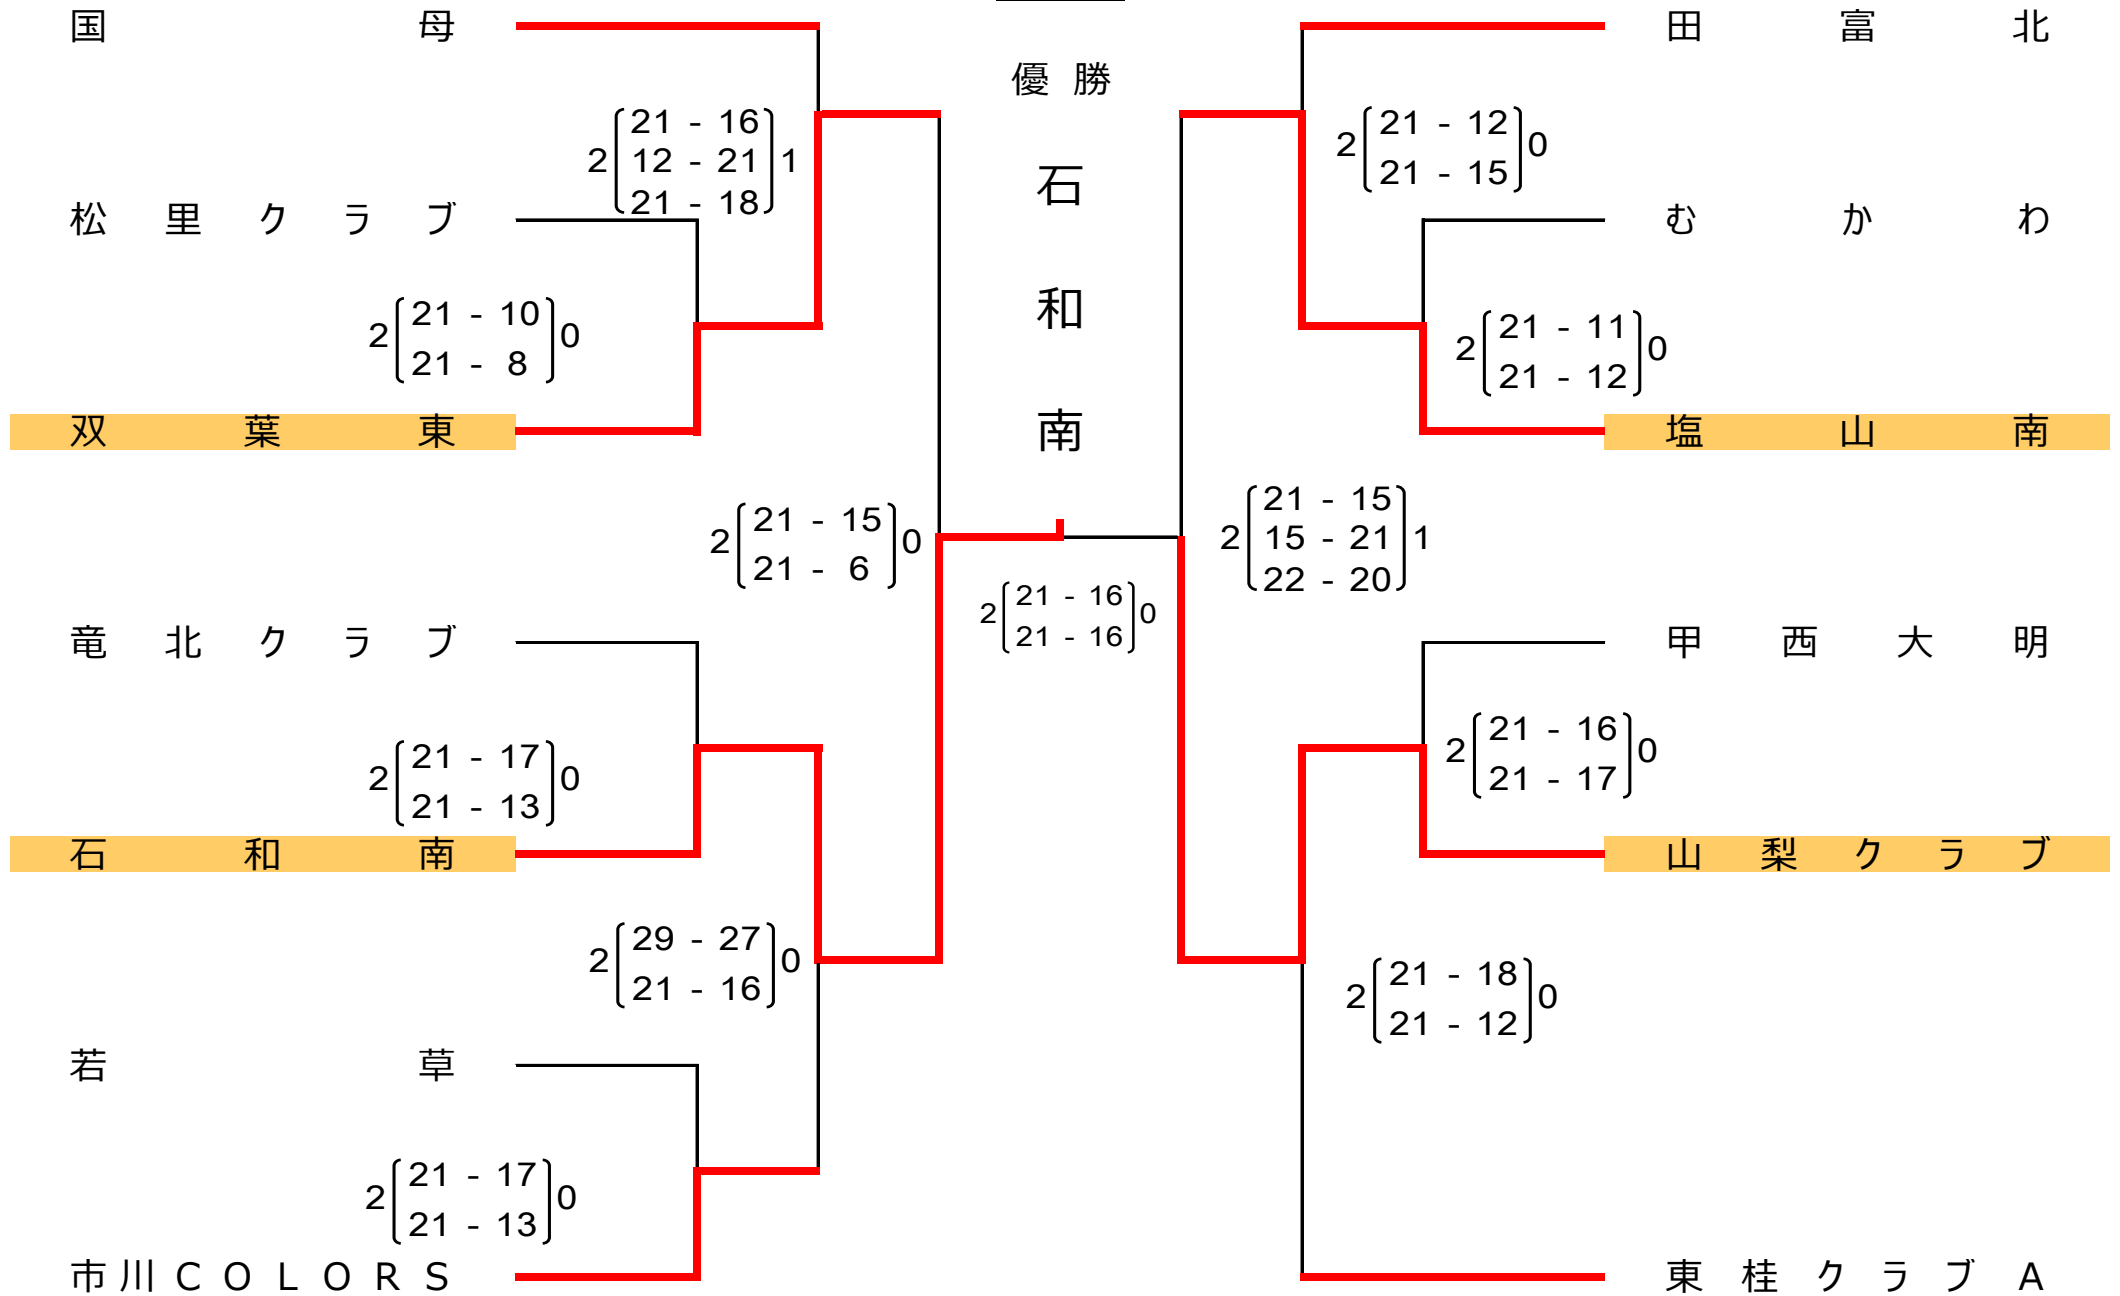 国母
田富北
優勝
2 21 - 16 1
12 - 21
21 - 18
2 21 - 12 0
21 - 15
石和南
松里クラブ
むかわ
2 21 - 10 0
21 - 8
2 21 - 11 0
21 - 12
双葉東
塩山南
2 21 - 15 0
21 - 6
2 21 - 15 1
15 - 21
22 - 20
2 21 - 16 0
21 - 16
竜北クラブ
甲西大明
2 21 - 17 0
21 - 13
2 21 - 16 0
21 - 17
石和南
山梨クラブ
2 29 - 27 0
21 - 16
2 21 - 18 0
21 - 12
若草
2 21 - 17 0
21 - 13
市川COLORS
東桂クラブA